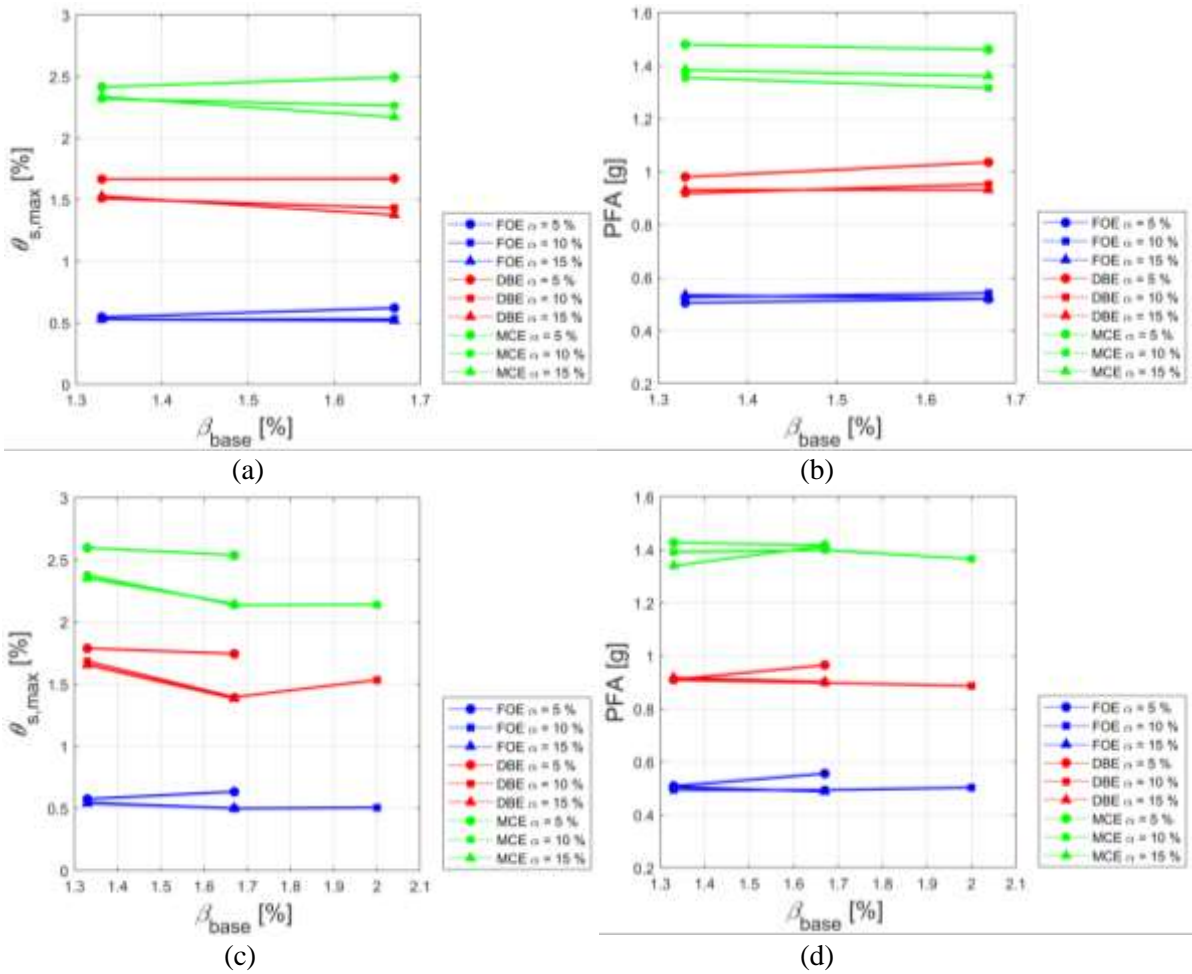 3
2.5
2
1.5
1
0.5
0
θs,max [%]
1.3 1.4 1.5 1.6 1.7
βbase [%]
FOE α = 5 %
FOE α = 10 %
FOE α = 15 %
DBE α = 5 %
DBE α = 10 %
DBE α = 15 %
MCE α = 5 %
MCE α = 10 %
MCE α = 15 %
(a)
1.6
1.4
1.2
1
0.8
0.6
0.4
0.2
PFA [g]
1.3 1.4 1.5 1.6 1.7
βbase [%]
FOE α = 5 %
FOE α = 10 %
FOE α = 15 %
DBE α = 5 %
DBE α = 10 %
DBE α = 15 %
MCE α = 5 %
MCE α = 10 %
MCE α = 15 %
(b)
3
2.5
2
1.5
1
0.5
0
θs,max [%]
1.3 1.4 1.5 1.6 1.7 1.8 1.9 2 2.1
βbase [%]
FOE α = 5 %
FOE α = 10 %
FOE α = 15 %
DBE α = 5 %
DBE α = 10 %
DBE α = 15 %
MCE α = 5 %
MCE α = 10 %
MCE α = 15 %
(c)
1.6
1.4
1.2
1
0.8
0.6
0.4
0.2
PFA [g]
1.3 1.4 1.5 1.6 1.7 1.8 1.9 2 2.1
βbase [%]
FOE α = 5 %
FOE α = 10 %
FOE α = 15 %
DBE α = 5 %
DBE α = 10 %
DBE α = 15 %
MCE α = 5 %
MCE α = 10 %
MCE α = 15 %
(d)